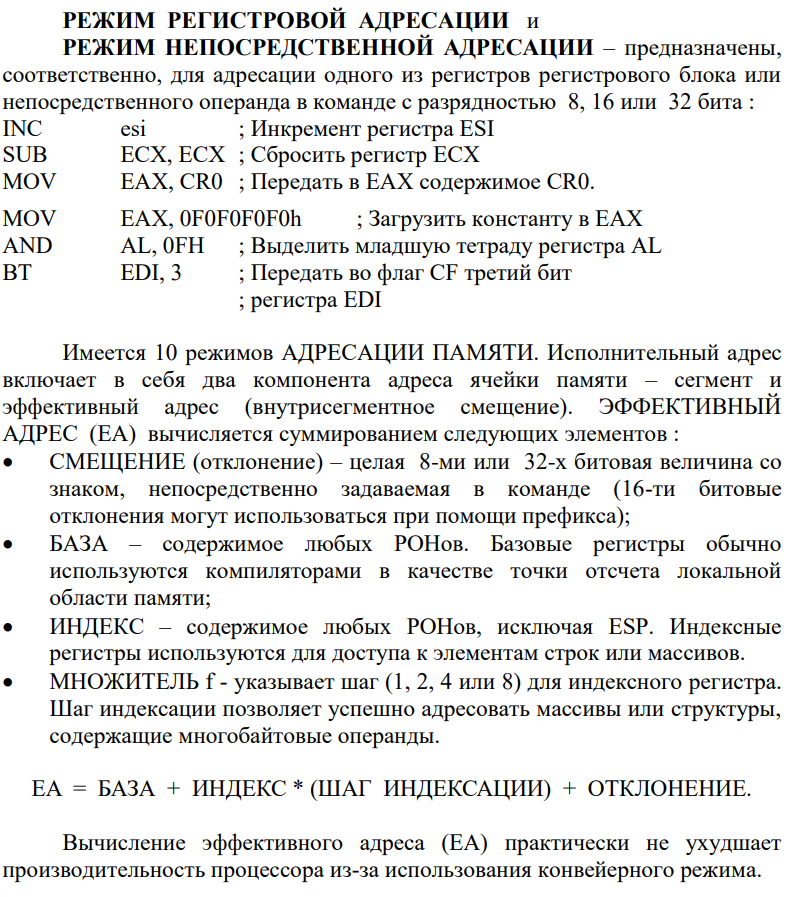 РЕЖИМ РЕГИСТРОВОЙ АДРЕСАЦИИ и
РЕЖИМ НЕПОСРЕДСТВЕННОЙ АДРЕСАЦИИ – предназначены,
соответственно, для адресации одного из регистров регистрового блока или
непосредственного операнда в команде с разрядностью 8, 16 или 32 бита :
INC esi ; Инкремент регистра ESI
SUB ECX, ECX ; Сбросить регистр ECX
MOV EAX, CR0 ; Передать в EAX содержимое CR0.
MOV EAX, 0F0F0F0F0h ; Загрузить константу в EAX
AND AL, 0FH ; Выделить младшую тетраду регистра AL
BT EDI, 3 ; Передать во флаг CF третий бит
; регистра EDI
Имеется 10 режимов АДРЕСАЦИИ ПАМЯТИ. Исполнительный адрес
включает в себя два компонента адреса ячейки памяти – сегмент и
эффективный адрес (внутрисегментное смещение). ЭФФЕКТИВНЫЙ
АДРЕС (EA) вычисляется суммированием следующих элементов :
• СМЕЩЕНИЕ (отклонение) – целая 8-ми или 32-х битовая величина со
знаком, непосредственно задаваемая в команде (16-ти битовые
отклонения могут использоваться при помощи префикса);
• БАЗА – содержимое любых РОНов. Базовые регистры обычно
используются компиляторами в качестве точки отсчета локальной
области памяти;
• ИНДЕКС – содержимое любых РОНов, исключая ESP. Индексные
регистры используются для доступа к элементам строк или массивов.
• МНОЖИТЕЛЬ f - указывает шаг (1, 2, 4 или 8) для индексного регистра.
Шаг индексации позволяет успешно адресовать массивы или структуры,
содержащие многобайтовые операнды.
EA = БАЗА + ИНДЕКС * (ШАГ ИНДЕКСАЦИИ) + ОТКЛОНЕНИЕ.
Вычисление эффективного адреса (EA) практически не ухудшает
производительность процессора из-за использования конвейерного режима.